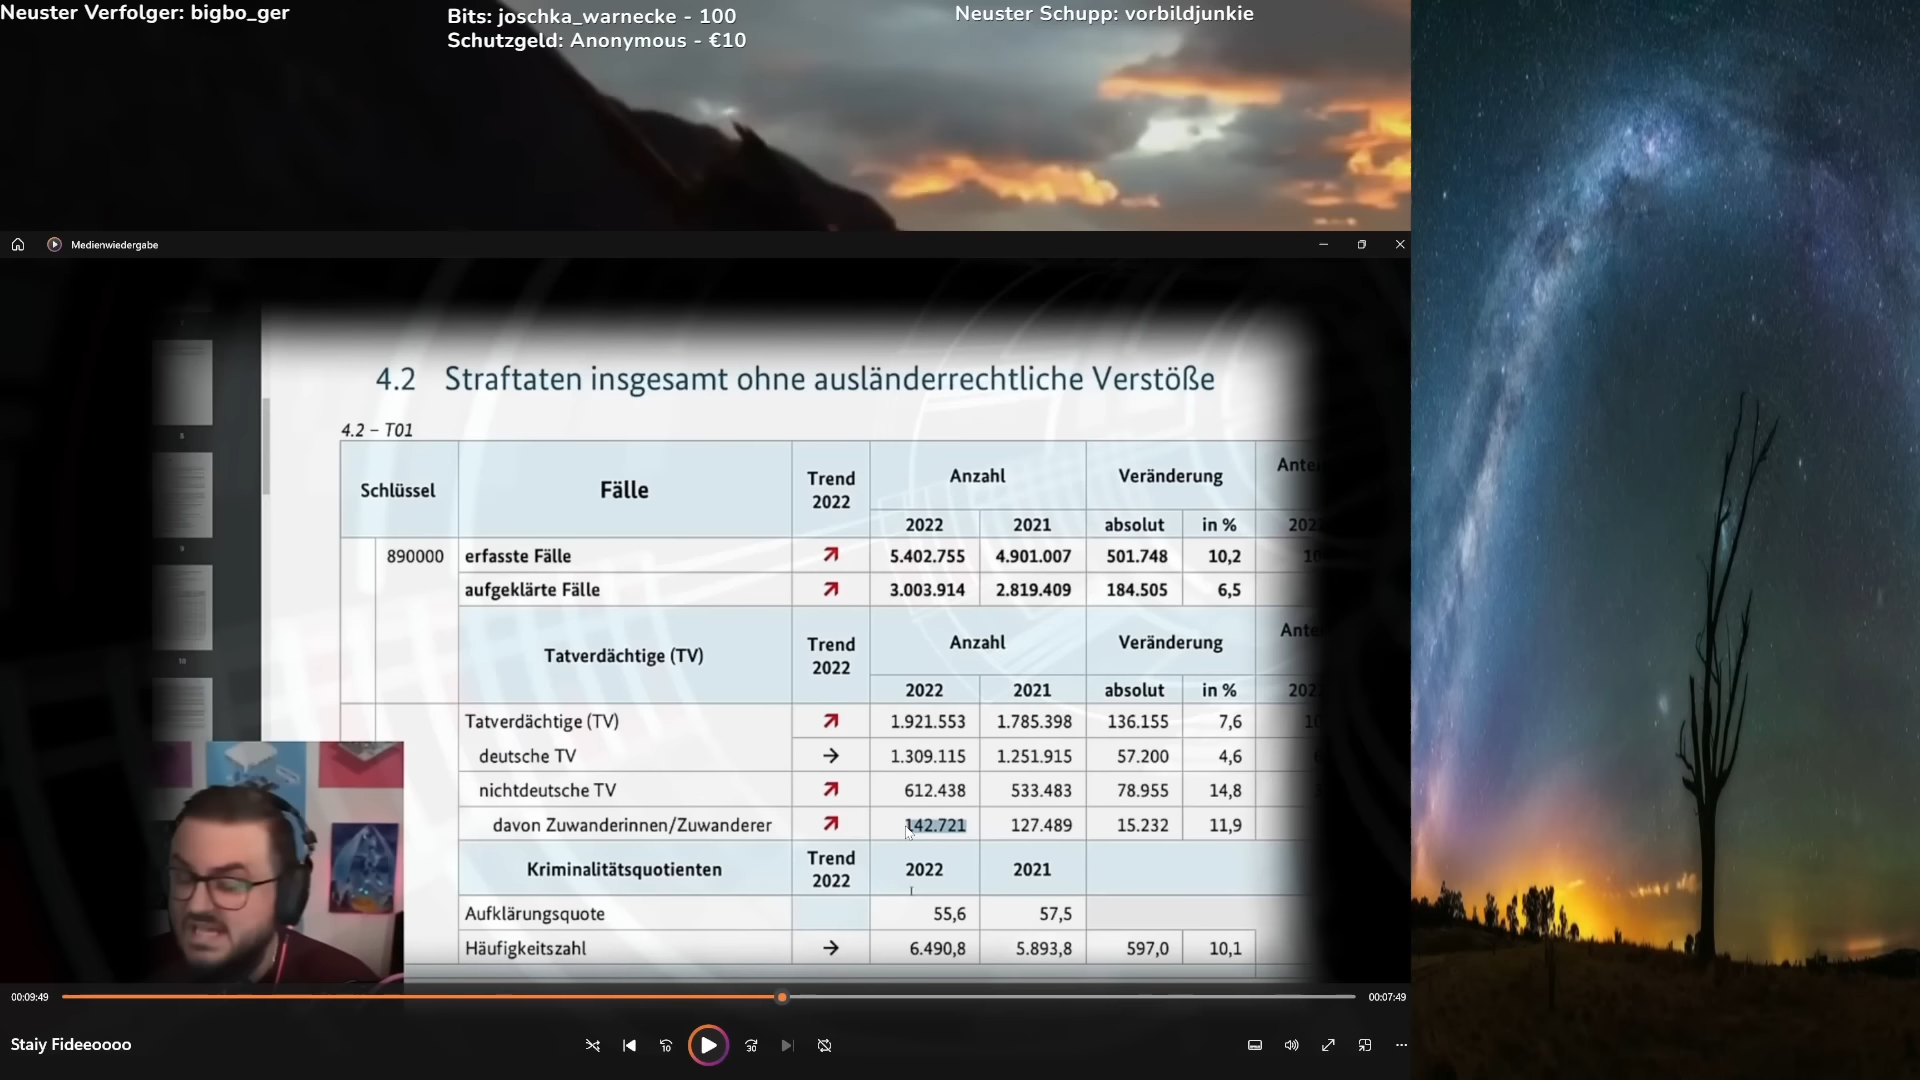 Neuster Verfolger: bigbo_ger
Bits: joschka_warnecke - 100
Schutzgeld: Anonymous - €10
Neuster Schupp: vorbildjunkie
Medienwiedergabe
4.2 Straftaten insgesamt ohne ausländerrechtliche Verstöße
4.2 – T01
Schlüssel Fälle Trend 2022 Anzahl Veränderung
2022 2021 absolut in %
890000 erfasste Fälle 5.402.755 4.901.007 501.748 10,2
aufgeklärte Fälle 3.003.914 2.819.409 184.505 6,5
Tatverdächtige (TV) Trend 2022 Anzahl Veränderung
2022 2021 absolut in %
Tatverdächtige (TV) 1.921.553 1.785.398 136.155 7,6
deutsche TV 1.309.115 1.251.915 57.200 4,6
nichtdeutsche TV 612.438 533.483 78.955 14,8
davon Zuwanderinnen/Zuwanderer 142.721 127.489 15.232 11,9
Kriminalitätsquotienten Trend 2022 2022 2021
Aufklärungsquote 55,6 57,5
Häufigkeitszahl 6.490,8 5.893,8 597,0 10,1
8
9
10
00:09:49
00:07:49
Staiy Fideeoooo
10
30